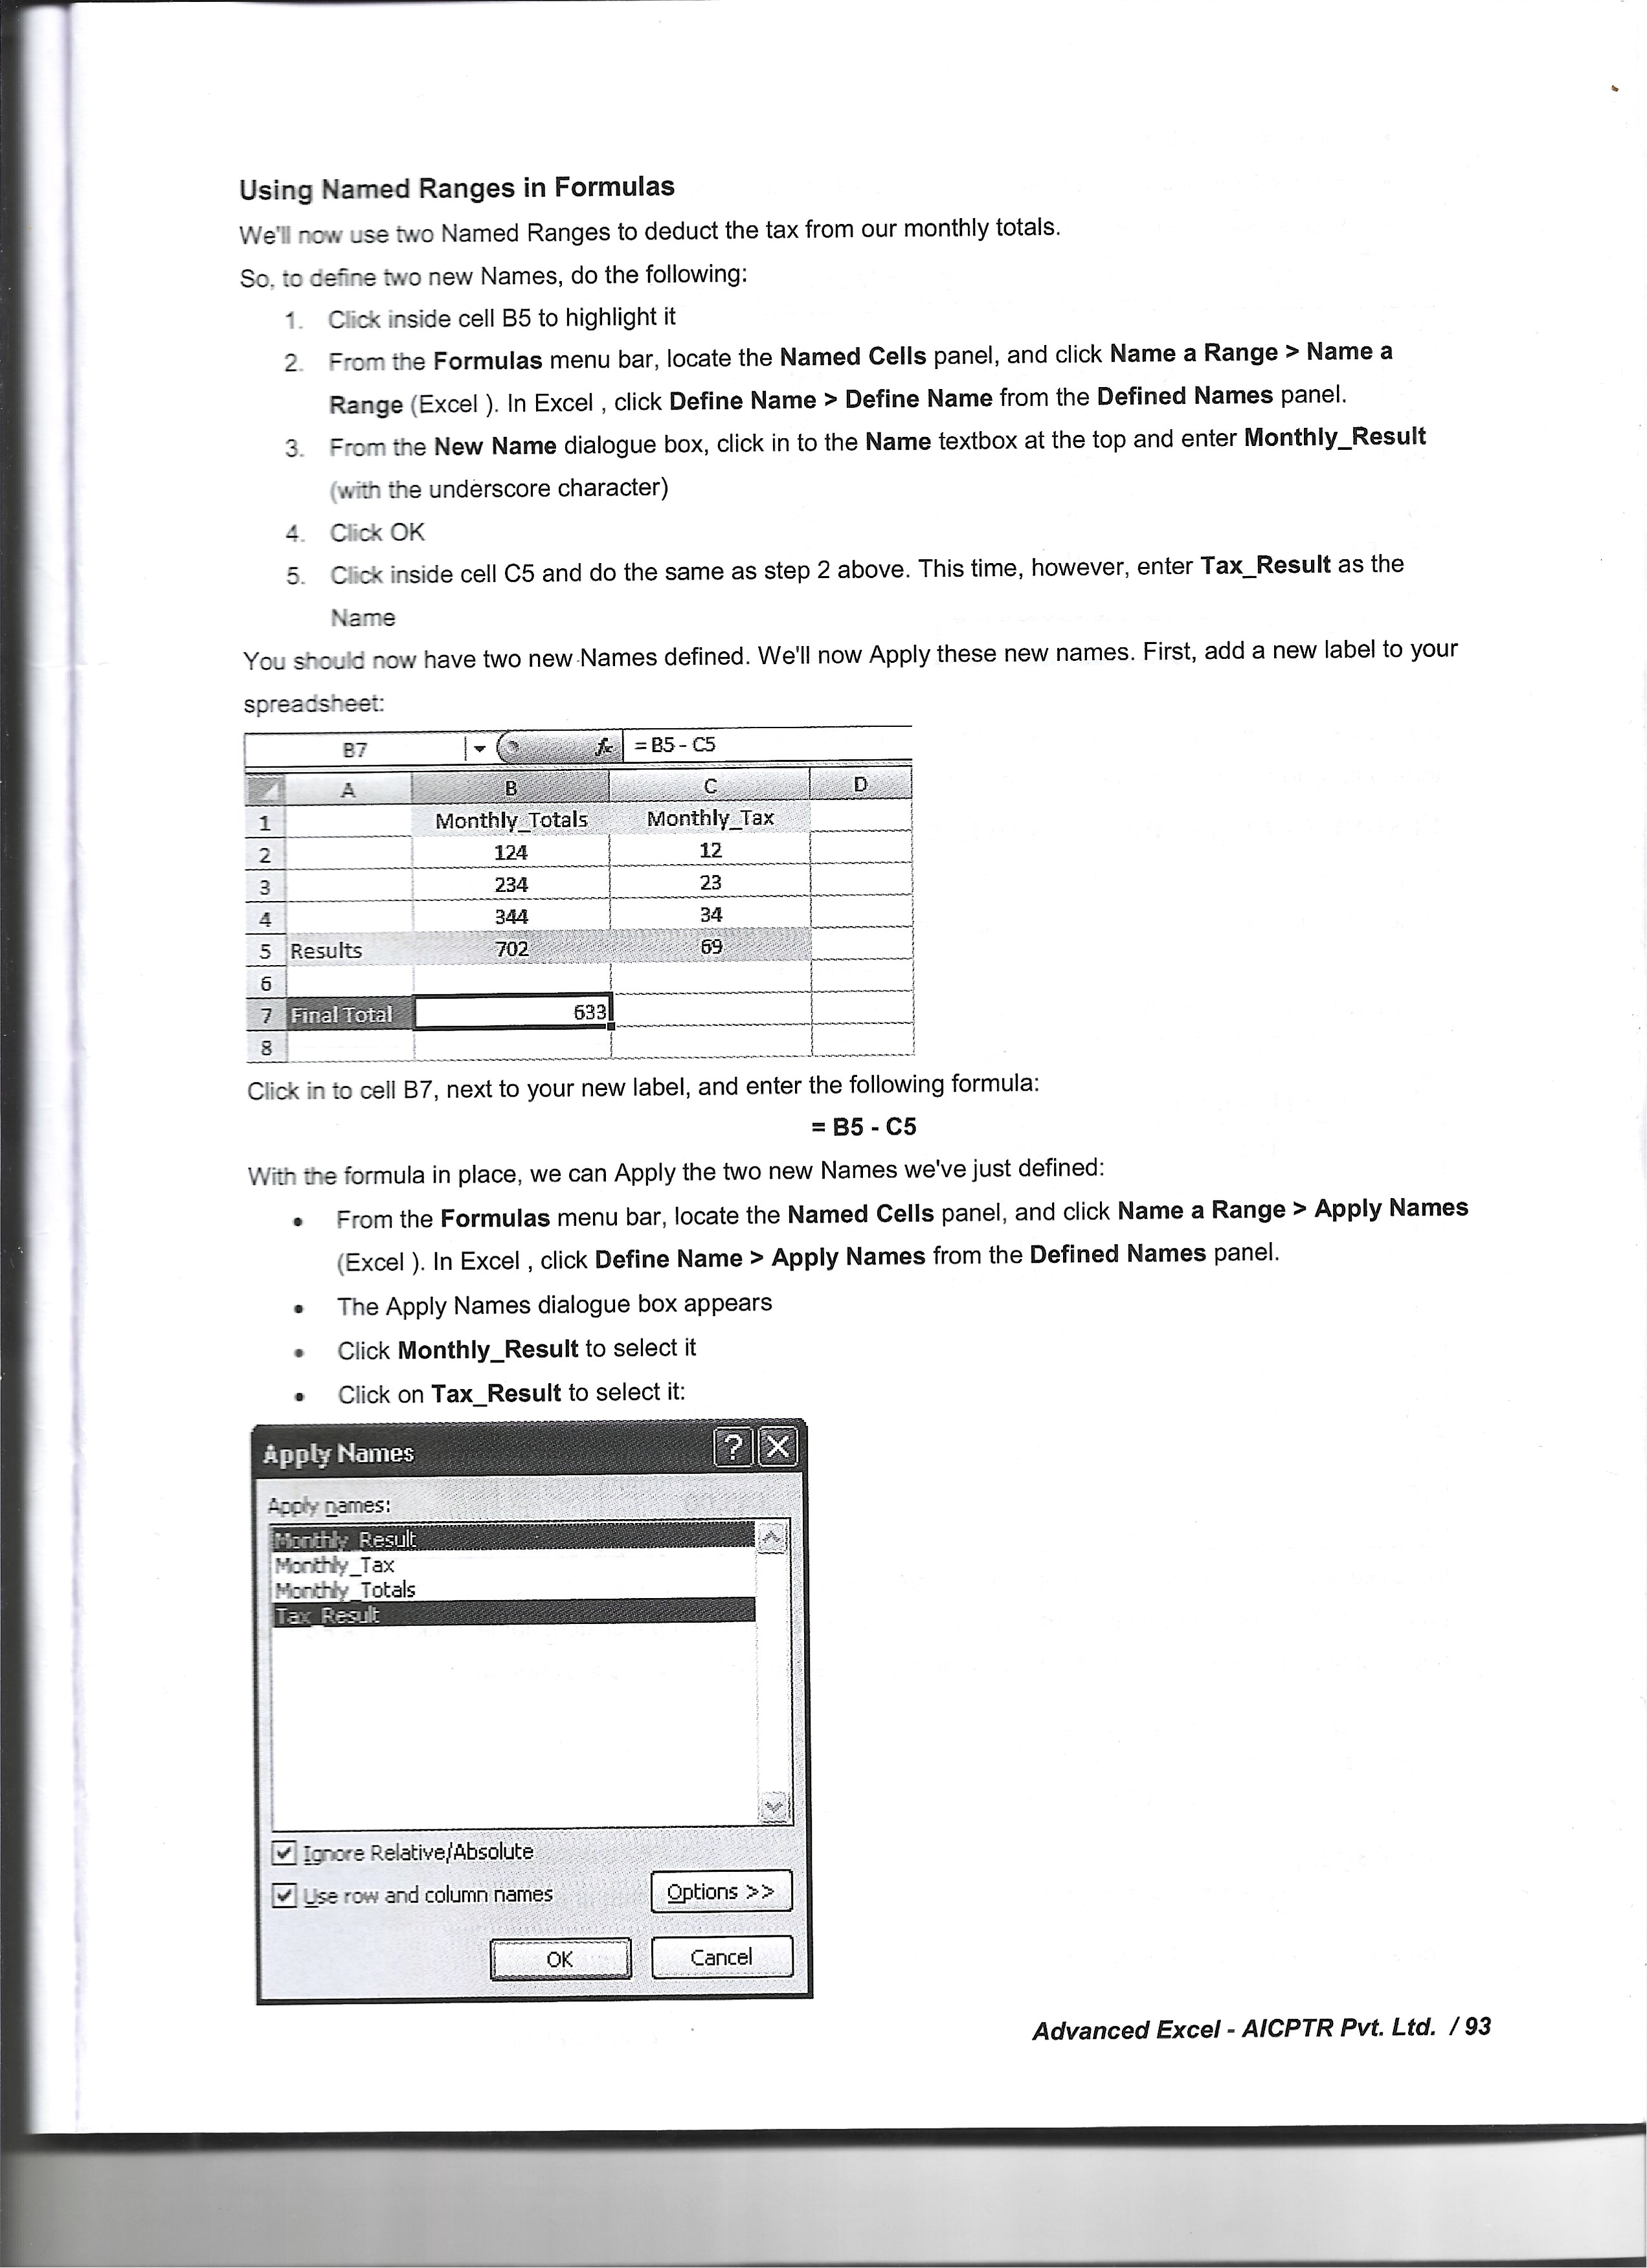 Using Named Ranges in Formulas
We'll now use two Named Ranges to deduct the tax from our monthly totals.
So, to define two new Names, do the following:
1. Click inside cell B5 to highlight it
2. From the Formulas menu bar, locate the Named Cells panel, and click Name a Range > Name a
Range (Excel ). In Excel , click Define Name > Define Name from the Defined Names panel.
3. From the New Name dialogue box, click in to the Name textbox at the top and enter Monthly_Result
(with the underscore character)
4. Click OK
5. Click inside cell C5 and do the same as step 2 above. This time, however, enter Tax_Result as the
Name
You should now have two new Names defined. We'll now Apply these new names. First, add a new label to your
spreadsheet:
B7 fx = B5 - C5
A B C D
1 Monthly_Totals Monthly_Tax
2 124 12
3 234 23
4 344 34
5 Results 702 69
6
7 Final Total 633
8
Click in to cell B7, next to your new label, and enter the following formula:
= B5 - C5
With the formula in place, we can Apply the two new Names we've just defined:
• From the Formulas menu bar, locate the Named Cells panel, and click Name a Range > Apply Names
(Excel ). In Excel , click Define Name > Apply Names from the Defined Names panel.
• The Apply Names dialogue box appears
• Click Monthly_Result to select it
• Click on Tax_Result to select it:
Apply Names ? X
Apply names:
Monthly_Result
Monthly_Tax
Monthly_Totals
Tax_Result
Ignore Relative/Absolute
Use row and column names Options >>
OK Cancel
Advanced Excel - AICPTR Pvt. Ltd. / 93